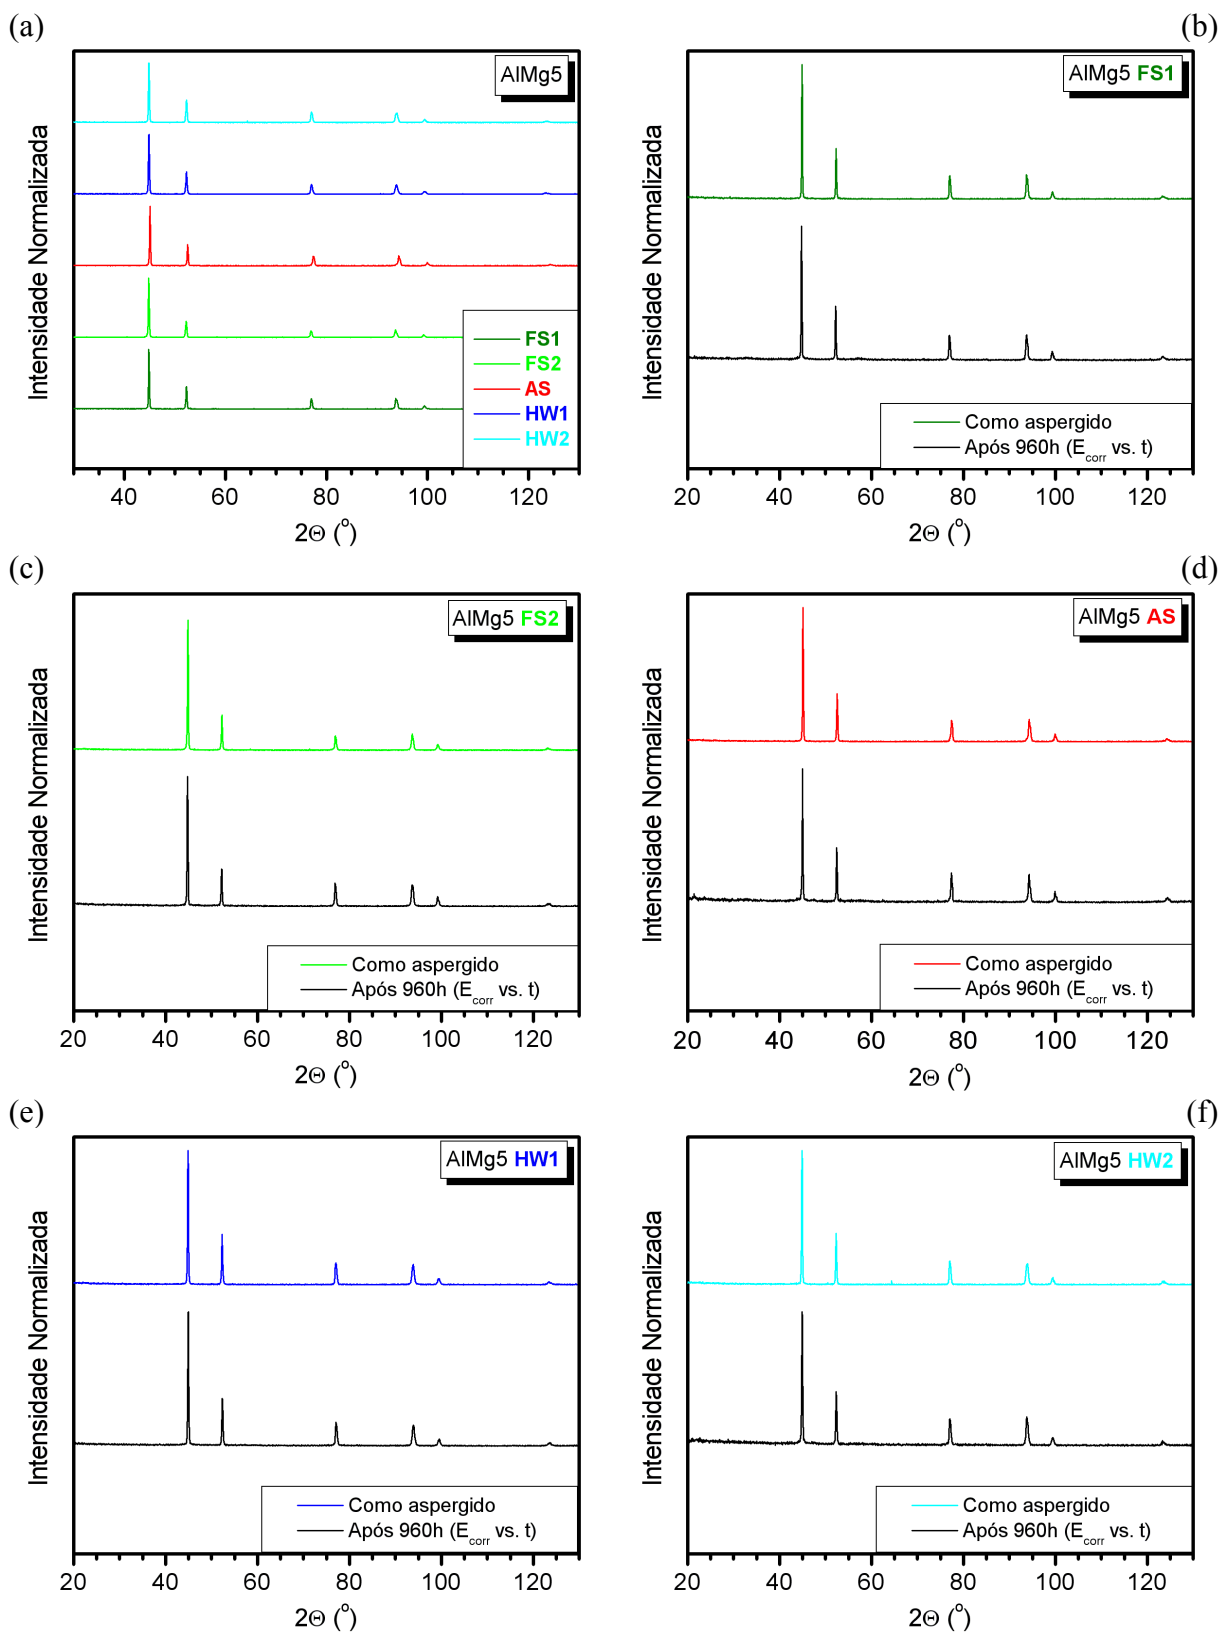 (a)
AlMg5
Intensidade Normalizada
FS1
FS2
AS
HW1
HW2
40 60 80 100 120
2Θ (°)
(b)
AlMg5 FS1
Intensidade Normalizada
Como aspergido
Após 960h (Ecorr vs. t)
20 40 60 80 100 120
2Θ (°)
(c)
AlMg5 FS2
Intensidade Normalizada
Como aspergido
Após 960h (Ecorr vs. t)
20 40 60 80 100 120
2Θ (°)
(d)
AlMg5 AS
Intensidade Normalizada
Como aspergido
Após 960h (Ecorr vs. t)
20 40 60 80 100 120
2Θ (°)
(e)
AlMg5 HW1
Intensidade Normalizada
Como aspergido
Após 960h (Ecorr vs. t)
20 40 60 80 100 120
2Θ (°)
(f)
AlMg5 HW2
Intensidade Normalizada
Como aspergido
Após 960h (Ecorr vs. t)
20 40 60 80 100 120
2Θ (°)